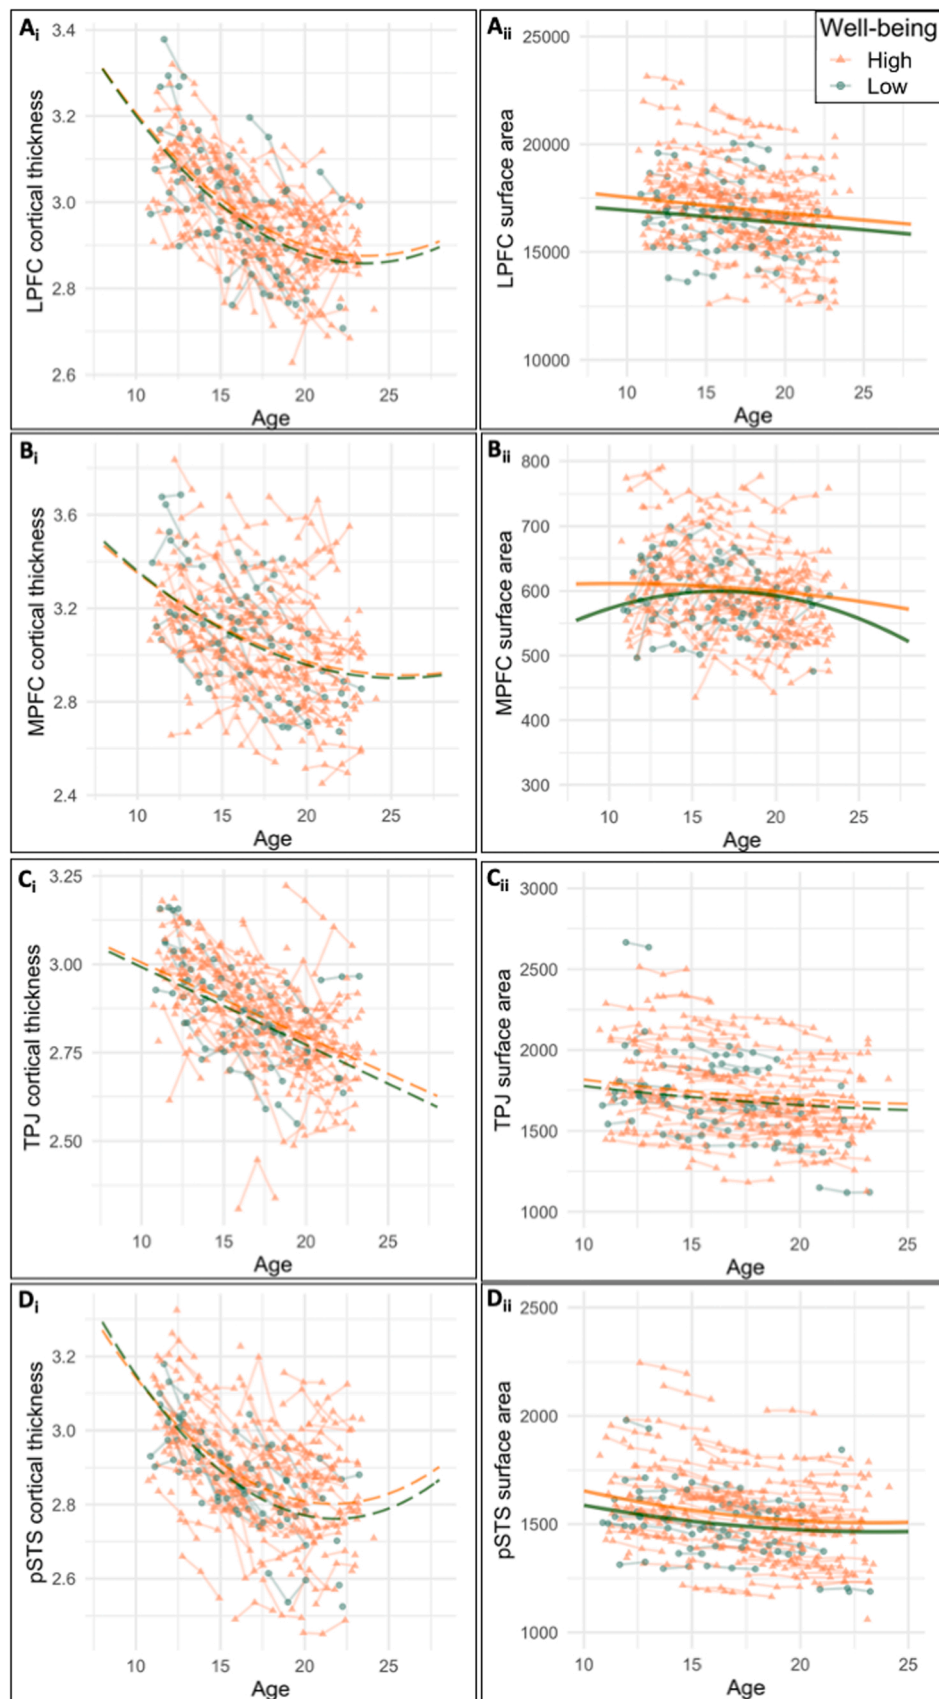 Ai
3.4
3.2
3.0
2.8
2.6
LPFC cortical thickness
10 15 20 25
Age
Aii
25000
20000
15000
10000
LPFC surface area
10 15 20 25
Age
Well-being
High
Low
Bi
3.6
3.2
2.8
2.4
MPFC cortical thickness
10 15 20 25
Age
Bii
800
700
600
500
400
300
MPFC surface area
10 15 20 25
Age
Ci
3.25
3.00
2.75
2.50
TPJ cortical thickness
10 15 20 25
Age
Cii
3000
2500
2000
1500
1000
TPJ surface area
10 15 20 25
Age
Di
3.2
3.0
2.8
2.6
pSTS cortical thickness
10 15 20 25
Age
Dii
2500
2000
1500
1000
pSTS surface area
10 15 20 25
Age